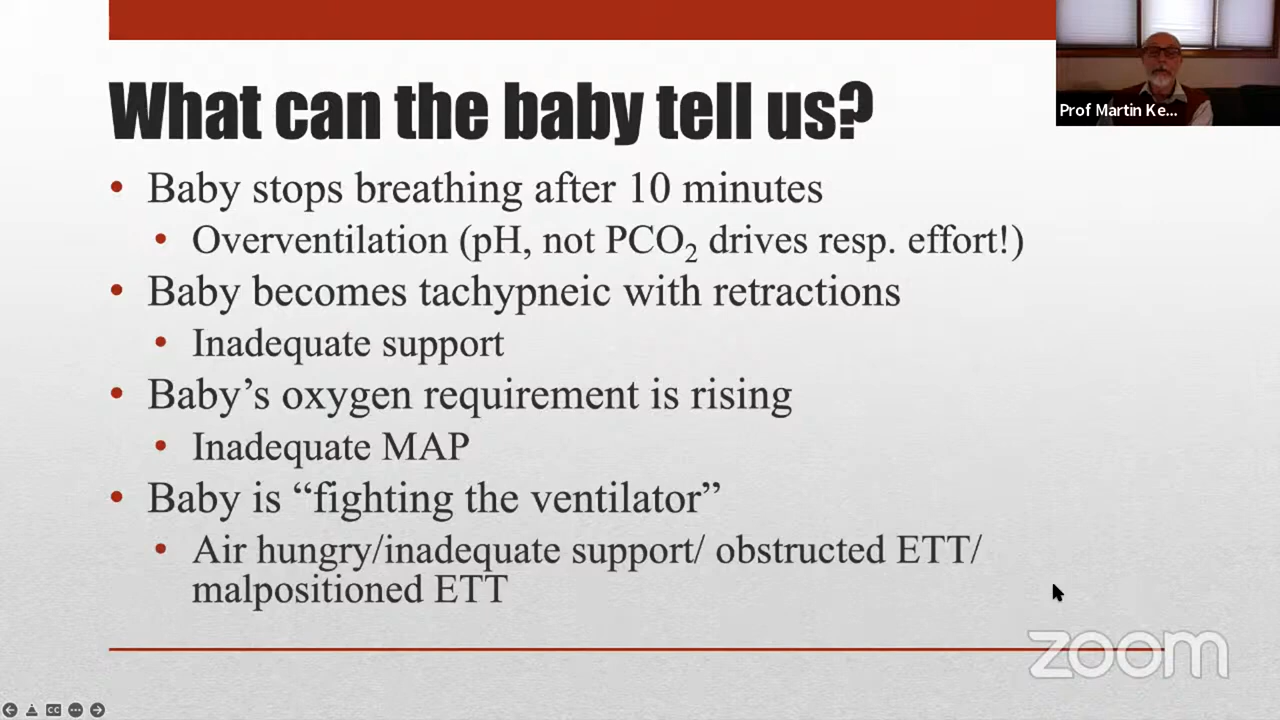 What can the baby tell us?
Prof Martin Ke...
• Baby stops breathing after 10 minutes
• Overventilation (pH, not PCO₂ drives resp. effort!)
• Baby becomes tachypneic with retractions
• Inadequate support
• Baby’s oxygen requirement is rising
• Inadequate MAP
• Baby is “fighting the ventilator”
• Air hungry/inadequate support/ obstructed ETT/
malpositioned ETT
zoom
CC